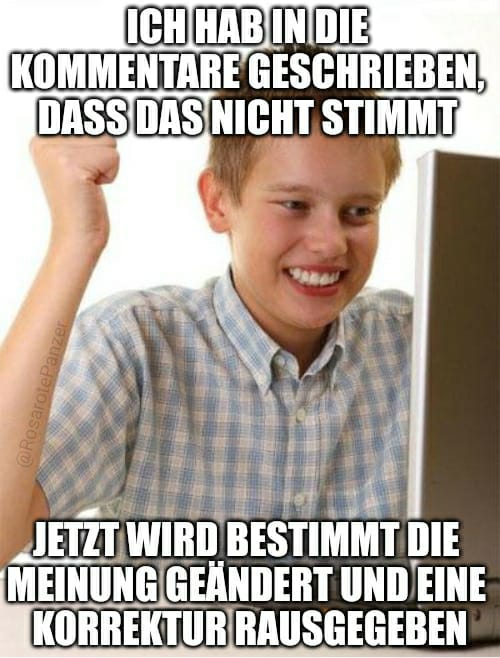 ICH HAB IN DIE
KOMMENTARE GESCHRIEBEN,
DASS DAS NICHT STIMMT
@RosarotePanzer
JETZT WIRD BESTIMMT DIE
MEINUNG GEÄNDERT UND EINE
KORREKTUR RAUSGEGEBEN